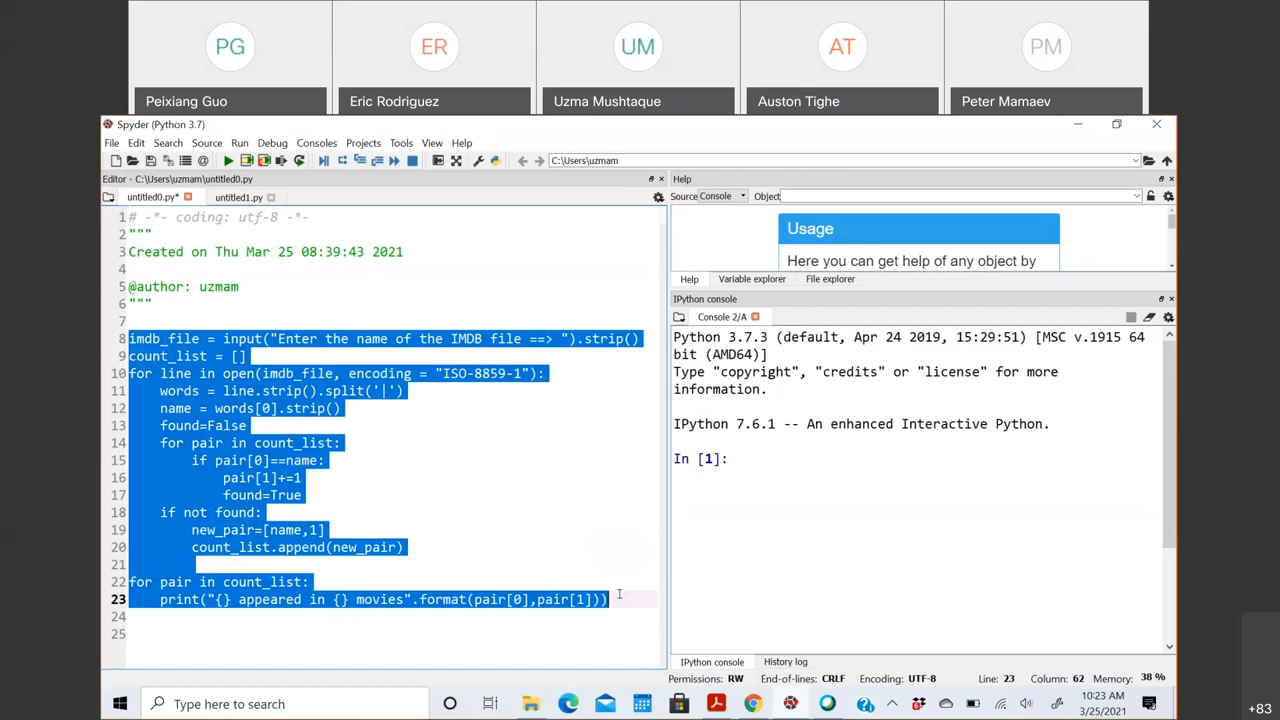 PG
ER
UM
AT
PM
Peixiang Guo
Eric Rodriguez
Uzma Mushtaque
Auston Tighe
Peter Mamaev
Spyder (Python 3.7)
File Edit Search Source Run Debug Consoles Projects Tools View Help
C:\Users\uzmam
Editor - C:\Users\uzmam\untitled0.py
untitled0.py*
untitled1.py
1 # -*- coding: utf-8 -*-
2 """
3 Created on Thu Mar 25 08:39:43 2021
4
5 @author: uzmam
6 """
7
8 imdb_file = input("Enter the name of the IMDB file ==> ").strip()
9 count_list = []
10 for line in open(imdb_file, encoding = "ISO-8859-1"):
11     words = line.strip().split('|')
12     name = words[0].strip()
13     found=False
14     for pair in count_list:
15         if pair[0]==name:
16             pair[1]+=1
17             found=True
18     if not found:
19         new_pair=[name,1]
20         count_list.append(new_pair)
21
22 for pair in count_list:
23     print("{} appeared in {} movies".format(pair[0],pair[1]))
24
25
Help
Source Console Object
Usage
Here you can get help of any object by
Help Variable explorer File explorer
IPython console
Console 2/A
Python 3.7.3 (default, Apr 24 2019, 15:29:51) [MSC v.1915 64
bit (AMD64)]
Type "copyright", "credits" or "license" for more
information.
IPython 7.6.1 -- An enhanced Interactive Python.
In [1]:
IPython console History log
Permissions: RW End-of-lines: CRLF Encoding: UTF-8 Line: 23 Column: 62 Memory: 38 %
Type here to search
10:23 AM
3/25/2021
+83